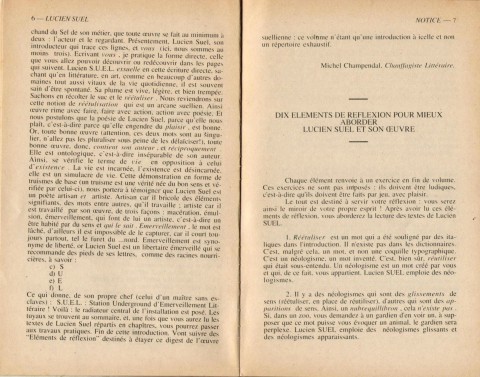 6 — LUCIEN SUEL
chand du Sel de son métier, que toute œuvre se fait au minimum à
deux : l'acteur et le regardant. Présentement, Lucien Suel, son
introducteur qui trace ces lignes, et vous (ici, nous sommes au
moins trois). Ecrivant vous, je pratique la forme directe, celle
que vous allez pouvoir découvrir ou redécouvrir dans les pages
qui suivent. Lucien S.U.E.L. excelle en cette écriture directe, sa-
chant qu'en littérature, en art, comme en beaucoup d'autres do-
maines tout aussi vitaux de la vie quotidienne, il est souvent
sain d'être spontané. Sa plume est vive, légère, et bien trempée.
Sachons en récolter le suc et le réétaliser. Nous reviendrons sur
cette notion de réétalisation qui est un arcane suellien. Ainsi
œuvre rime avec faire, faire avec action, action avec poésie. Et
nous postulons que la poésie de Lucien Suel, parce qu'elle nous
plaît, c'est-à-dire parce qu'elle engendre du plaisir, est bonne.
Or, toute bonne œuvre (attention, ces deux mots sont au singu-
lier, n'allez pas les pluraliser sous peine de les déluciser!), toute
bonne œuvre, donc, contient son auteur, et réciproquement.
Elle est ontologique, c'est-à-dire inséparable de son auteur.
Ainsi, se vérifie le terme de vie en opposition à celui
d'existence. La vie est incarnée, l'existence est désincarnée,
elle est un simulacre de vie. Cette démonstration en forme de
truismes de base (un truisme est une vérité née du bon sens et vé-
rifiée par celui-ci), nous portera à témoigner que Lucien Suel est
un poète artisan et artiste. Artisan car il bricole des éléments
signifiants, des mots entre autres, qu'il travaille ; artiste car il
est travaillé par son œuvre, de trois façons : macération, émul-
sion, émerveillement, qui font de lui un artiste, c'est-à-dire un
être habité par du sens et qui le suit. Emerveillement, le mot est
lâché, d'ailleurs il est impossible de le capturer, car il court tou-
jours partout, tel le furet du ...nord. Emerveillement est syno-
nyme de liberté, or Lucien Suel est un libertaire émerveillé qui se
recommande des pieds de ses lettres, comme des racines nourri-
cières, à savoir :
c) S
d) U
e) E
f) L
Ce qui donne, de son propre chef (celui d'un maître sans es-
claves) : S.U.E.L. : Station Underground d'Emerveillement Lit-
téraire ! Voilà : le radiateur central de l'installation est posé. Les
tuyaux se trouvent au sommaire, et, une fois que vous aurez lu les
textes de Lucien Suel répartis en chapitres, vous pourrez passer
aux travaux pratiques. Fin de cette introduction. Vont suivre des
"Eléments de réflexion" destinés à étayer ce digest de l'œuvre
NOTICE — 7
suellienne : ce volume n'étant qu'une introduction à icelle et non
un répertoire exhaustif.
Michel Champendal, Chauffagiste Littéraire.
DIX ELEMENTS DE REFLEXION POUR MIEUX
ABORDER
LUCIEN SUEL ET SON ŒUVRE
Chaque élément renvoie à un exercice en fin de volume.
Ces exercices ne sont pas imposés : ils doivent être ludiques,
c'est-à-dire qu'ils doivent être faits par jeu, avec plaisir.
Le tout est destiné à servir votre réflexion : vous serez
ainsi le miroir de votre propre esprit ! Après avoir lu ces élé-
ments de réflexion, vous aborderez la lecture des textes de Lucien
SUEL.
1. Réétaliser est un mot qui a été souligné par des ita-
liques dans l'introduction. Il n'existe pas dans les dictionnaires.
C'est, malgré cela, un mot, et non une coquille typographique.
C'est un néologisme, un mot inventé. C'est, bien sûr, réutiliser
qui était sous-entendu. Un néologisme est un mot créé par vous
et qui, de ce fait, vous appartient. Lucien SUEL emploie des néo-
logismes.
2. Il y a des néologismes qui sont des glissements de
sens (réétaliser, en place de réutiliser), d'autres qui sont des ap-
paritions de sens. Ainsi, un nubsequilibrou, cela n'existe pas.
Si, dans un zoo, vous demandez à un gardien d'en voir un, à sup-
poser que ce mot puisse vous évoquer un animal, le gardien sera
perplexe. Lucien SUEL emploie des néologismes glissants et
des néologismes apparaissants.